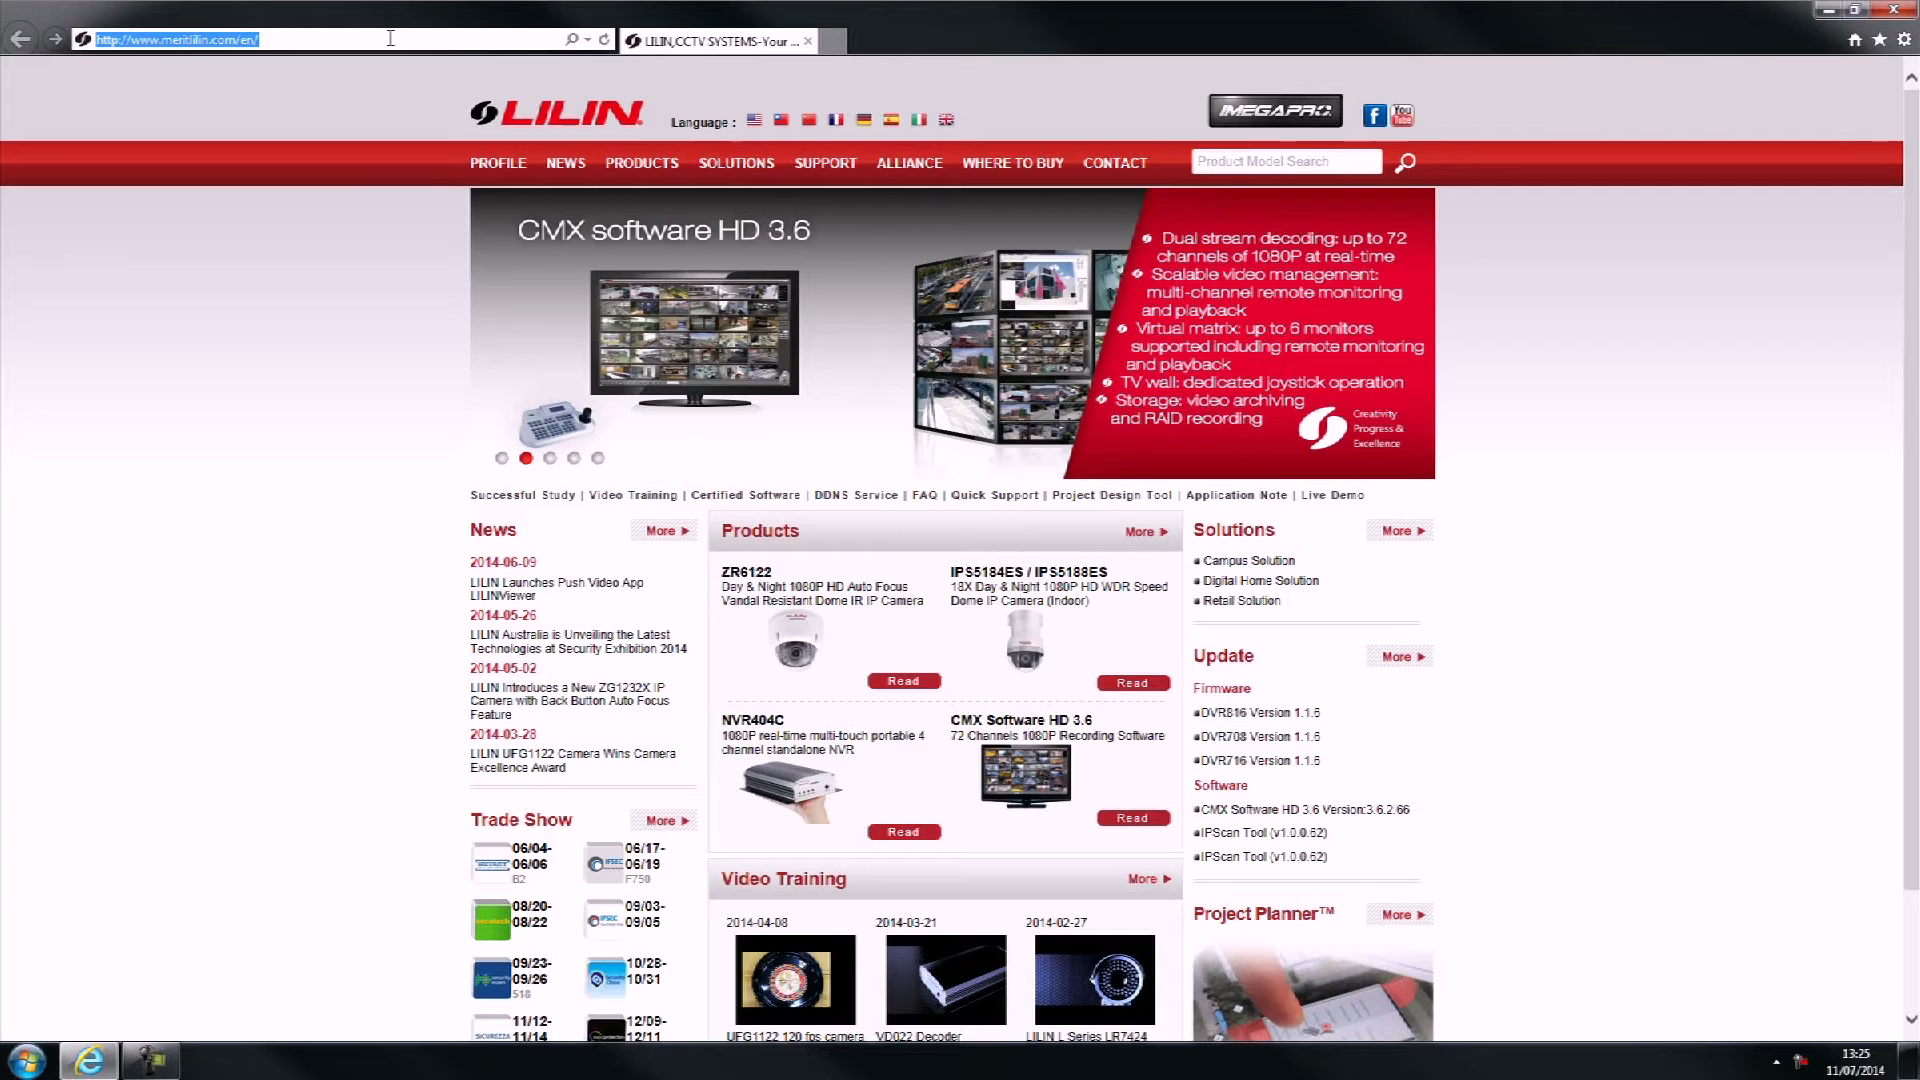 http://www.meritlilin.com/en/
LILIN,CCTV SYSTEMS-Your ...
LILIN
Language :
IMEGAPRO
f
You
Tube
PROFILE NEWS PRODUCTS SOLUTIONS SUPPORT ALLIANCE WHERE TO BUY CONTACT
Product Model Search
CMX software HD 3.6
Dual stream decoding: up to 72
channels of 1080P at real-time
Scalable video management:
multi-channel remote monitoring
and playback
Virtual matrix: up to 6 monitors
supported including remote monitoring
and playback
TV wall: dedicated joystick operation
Storage: video archiving
and RAID recording
Creativity
Progress &
Excellence
Successful Study | Video Training | Certified Software | DDNS Service | FAQ | Quick Support | Project Design Tool | Application Note | Live Demo
News
More
2014-06-09
LILIN Launches Push Video App
LILINViewer
2014-05-26
LILIN Australia is Unveiling the Latest
Technologies at Security Exhibition 2014
2014-05-02
LILIN Introduces a New ZG1232X IP
Camera with Back Button Auto Focus
Feature
2014-03-28
LILIN UFG1122 Camera Wins Camera
Excellence Award
Trade Show
More
06/04-
06/06
B2
IFSEC
06/17-
06/19
F750
secutech
08/20-
08/22
IPSEC
09/03-
09/05
09/23-
09/26
518
10/28-
10/31
SICUREZZA
11/12-
11/14
12/09-
12/11
Products
More
ZR6122
Day & Night 1080P HD Auto Focus
Vandal Resistant Dome IR IP Camera
Read
IPS5184ES / IPS5188ES
18X Day & Night 1080P HD WDR Speed
Dome IP Camera (Indoor)
Read
NVR404C
1080P real-time multi-touch portable 4
channel standalone NVR
Read
CMX Software HD 3.6
72 Channels 1080P Recording Software
Read
Video Training
More
2014-04-08
UFG1122 120 fps camera
2014-03-21
VD022 Decoder
2014-02-27
LILIN L Series LR7424
Solutions
More
Campus Solution
Digital Home Solution
Retail Solution
Update
More
Firmware
DVR816 Version 1.1.6
DVR708 Version 1.1.6
DVR716 Version 1.1.6
Software
CMX Software HD 3.6 Version:3.6.2.66
IPScan Tool (v1.0.0.62)
IPScan Tool (v1.0.0.62)
Project Planner™
More
13:25
11/07/2014